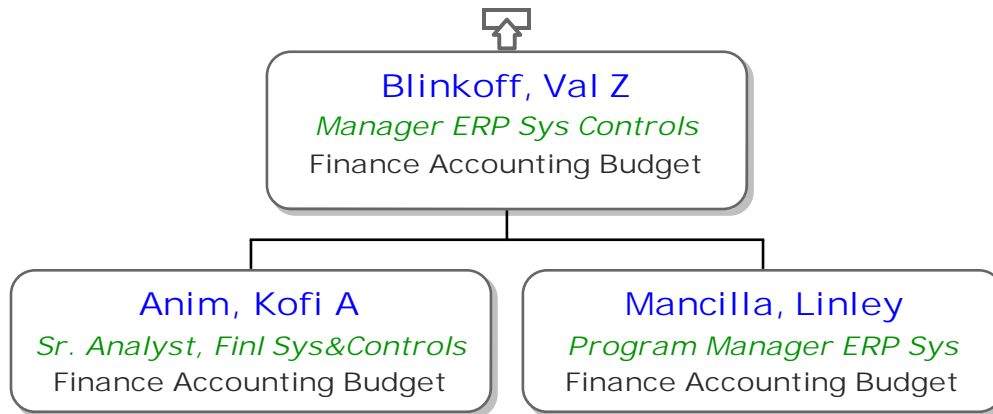 Blinkoff, Val Z
Manager ERP Sys Controls
Finance Accounting Budget
Anim, Kofi A
Sr. Analyst, Finl Sys&Controls
Finance Accounting Budget
Mancilla, Linley
Program Manager ERP Sys
Finance Accounting Budget